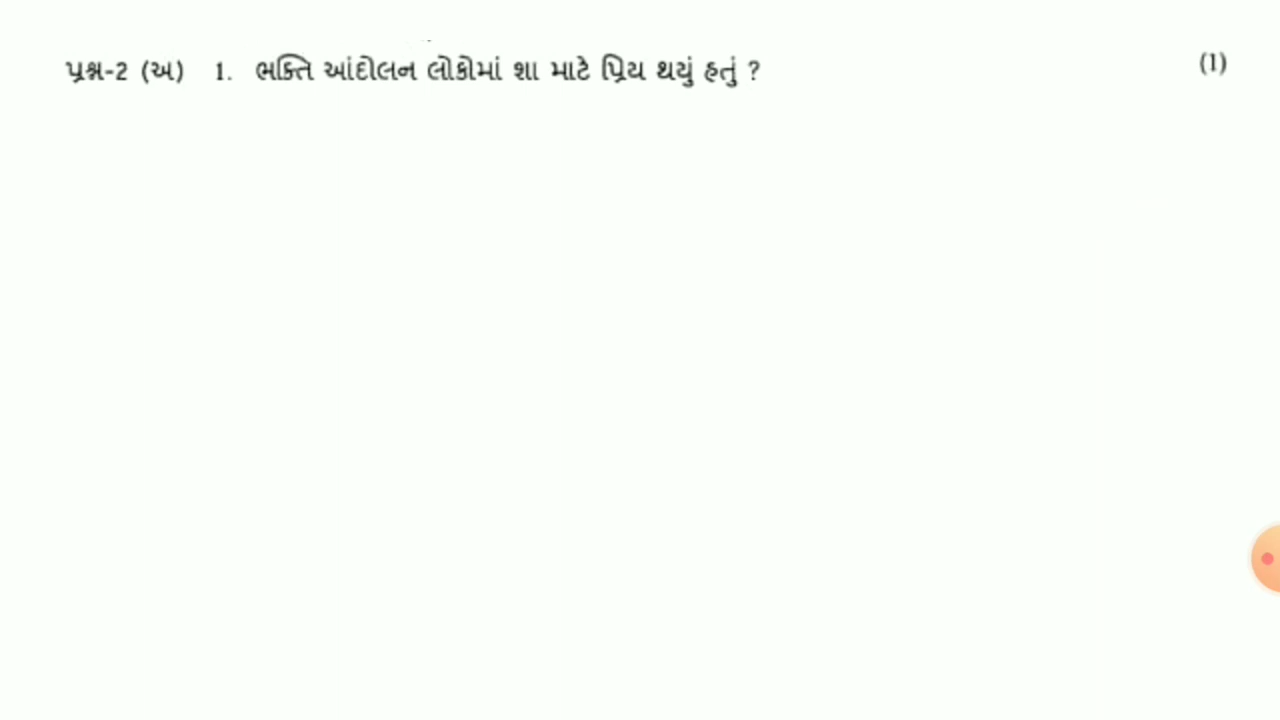 પ્રશ્ન-2 (અ) 1. ભક્તિ આંદોલન લોકોમાં શા માટે પ્રિય થયું હતું ? (1)